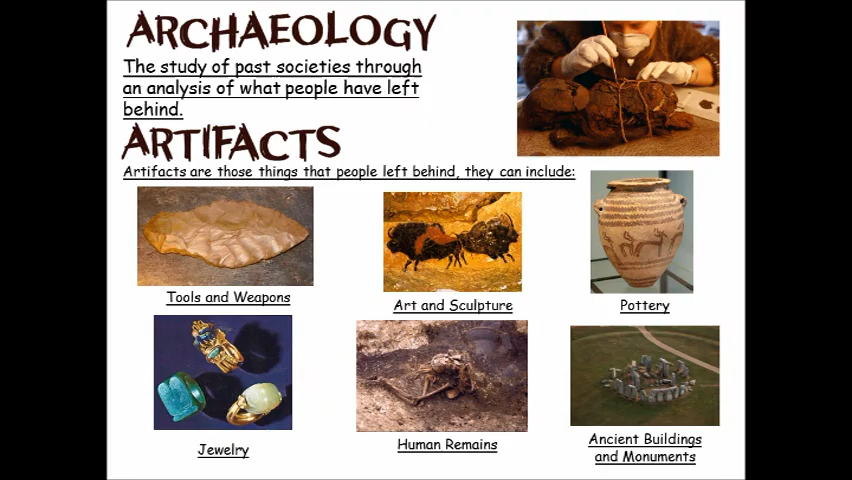 ARCHAEOLOGY
The study of past societies through
an analysis of what people have left
behind.
ARTIFACTS
Artifacts are those things that people left behind, they can include:
Tools and Weapons
Art and Sculpture
Pottery
Jewelry
Human Remains
Ancient Buildings
and Monuments